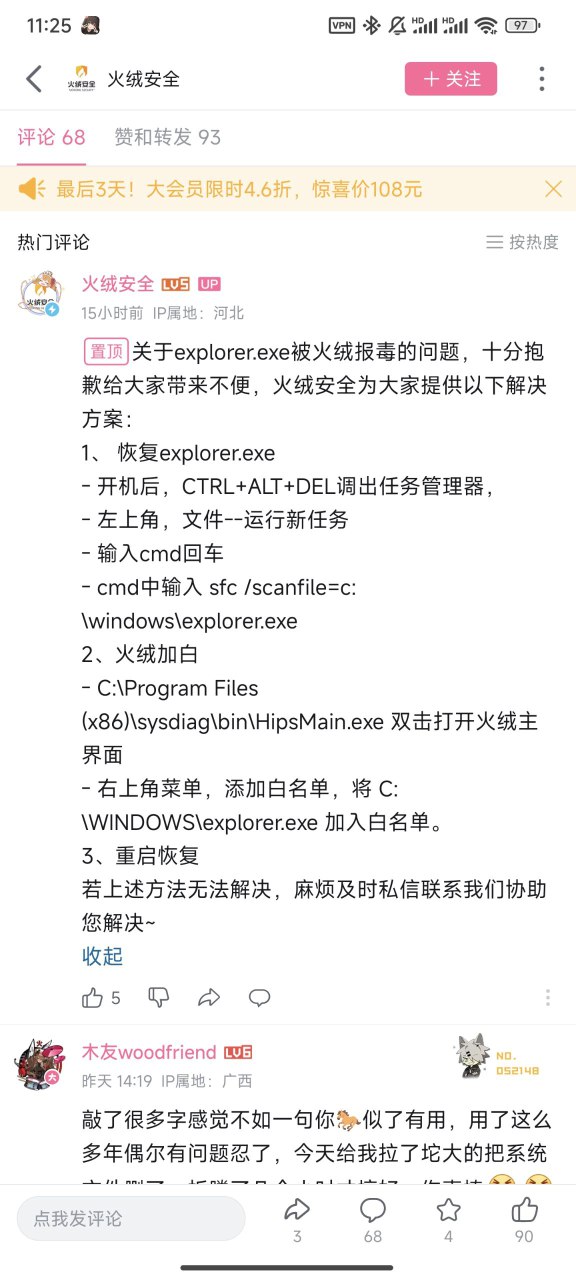 11:25
VPN
HD
HD
97
火绒安全
火绒安全
+ 关注
评论 68
赞和转发 93
最后3天！大会员限时4.6折，惊喜价108元
热门评论
按热度
火绒安全 LV5 UP
15小时前 IP属地：河北
置顶 关于explorer.exe被火绒报毒的问题，十分抱
歉给大家带来不便，火绒安全为大家提供以下解决
方案：
1、 恢复explorer.exe
- 开机后，CTRL+ALT+DEL调出任务管理器，
- 左上角，文件--运行新任务
- 输入cmd回车
- cmd中输入 sfc /scanfile=c:
\windows\explorer.exe
2、火绒加白
- C:\Program Files
(x86)\sysdiag\bin\HipsMain.exe 双击打开火绒主
界面
- 右上角菜单，添加白名单，将 C:
\WINDOWS\explorer.exe 加入白名单。
3、重启恢复
若上述方法无法解决，麻烦及时私信联系我们协助
您解决~
收起
5
木友woodfriend LV6
昨天 14:19 IP属地：广西
NO.
052148
敲了很多字感觉不如一句你🐎似了有用，用了这么
多年偶尔有问题忍了，今天给我拉了坨大的把系统
点我发评论
3
68
4
90